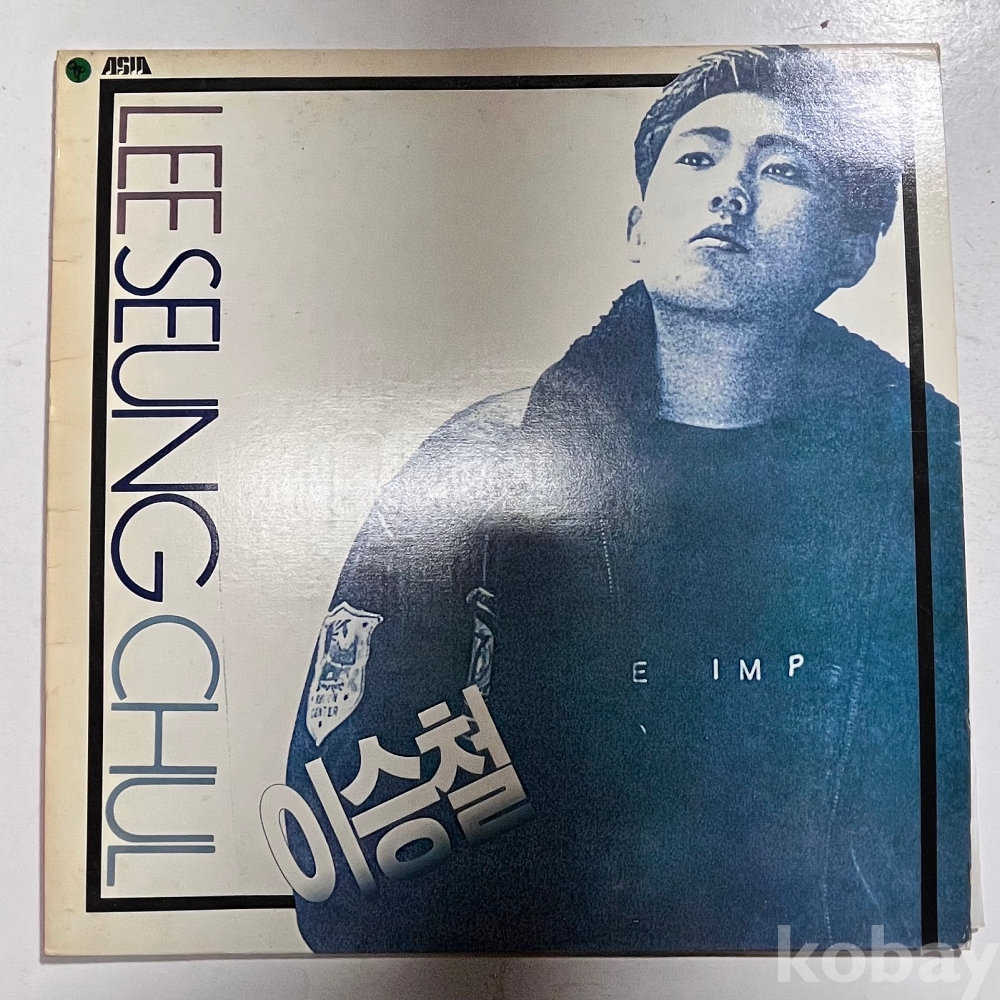 ASIA
LEE SEUNG CHUL
E IMP
이승철
kobay